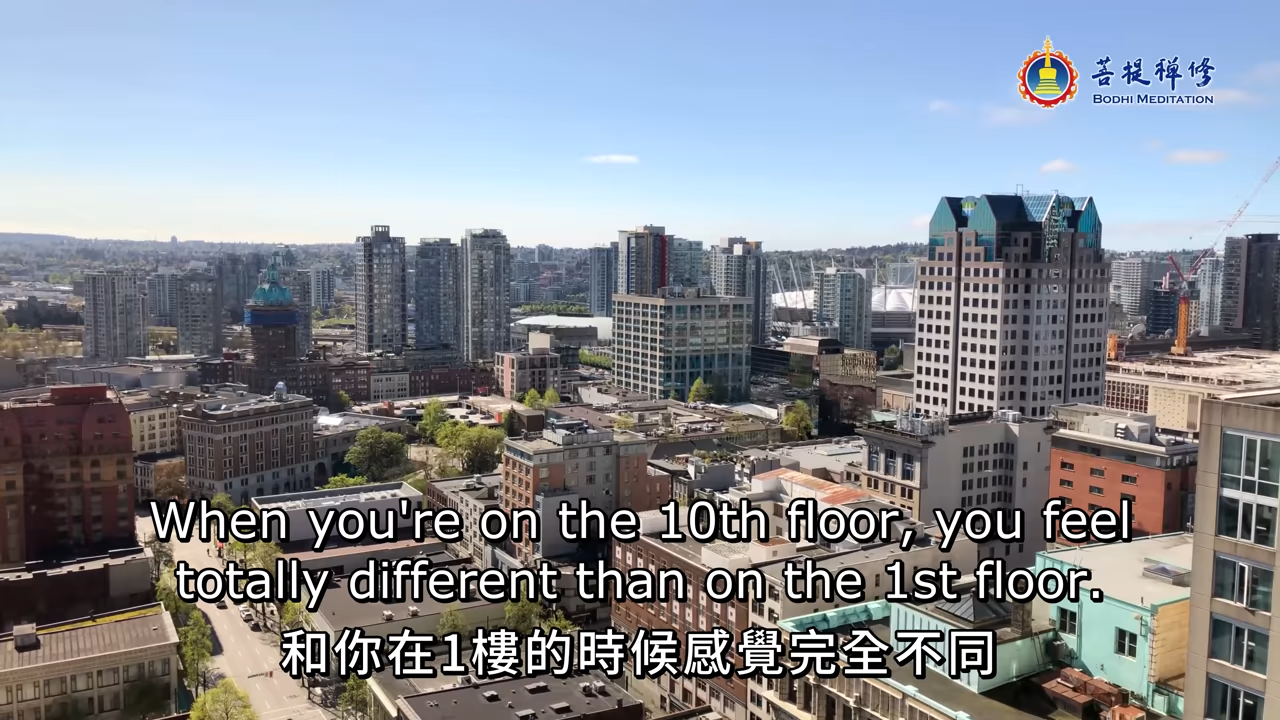 菩提禪修
BODHI MEDITATION
When you're on the 10th floor, you feel
totally different than on the 1st floor.
和你在1樓的時候感覺完全不同